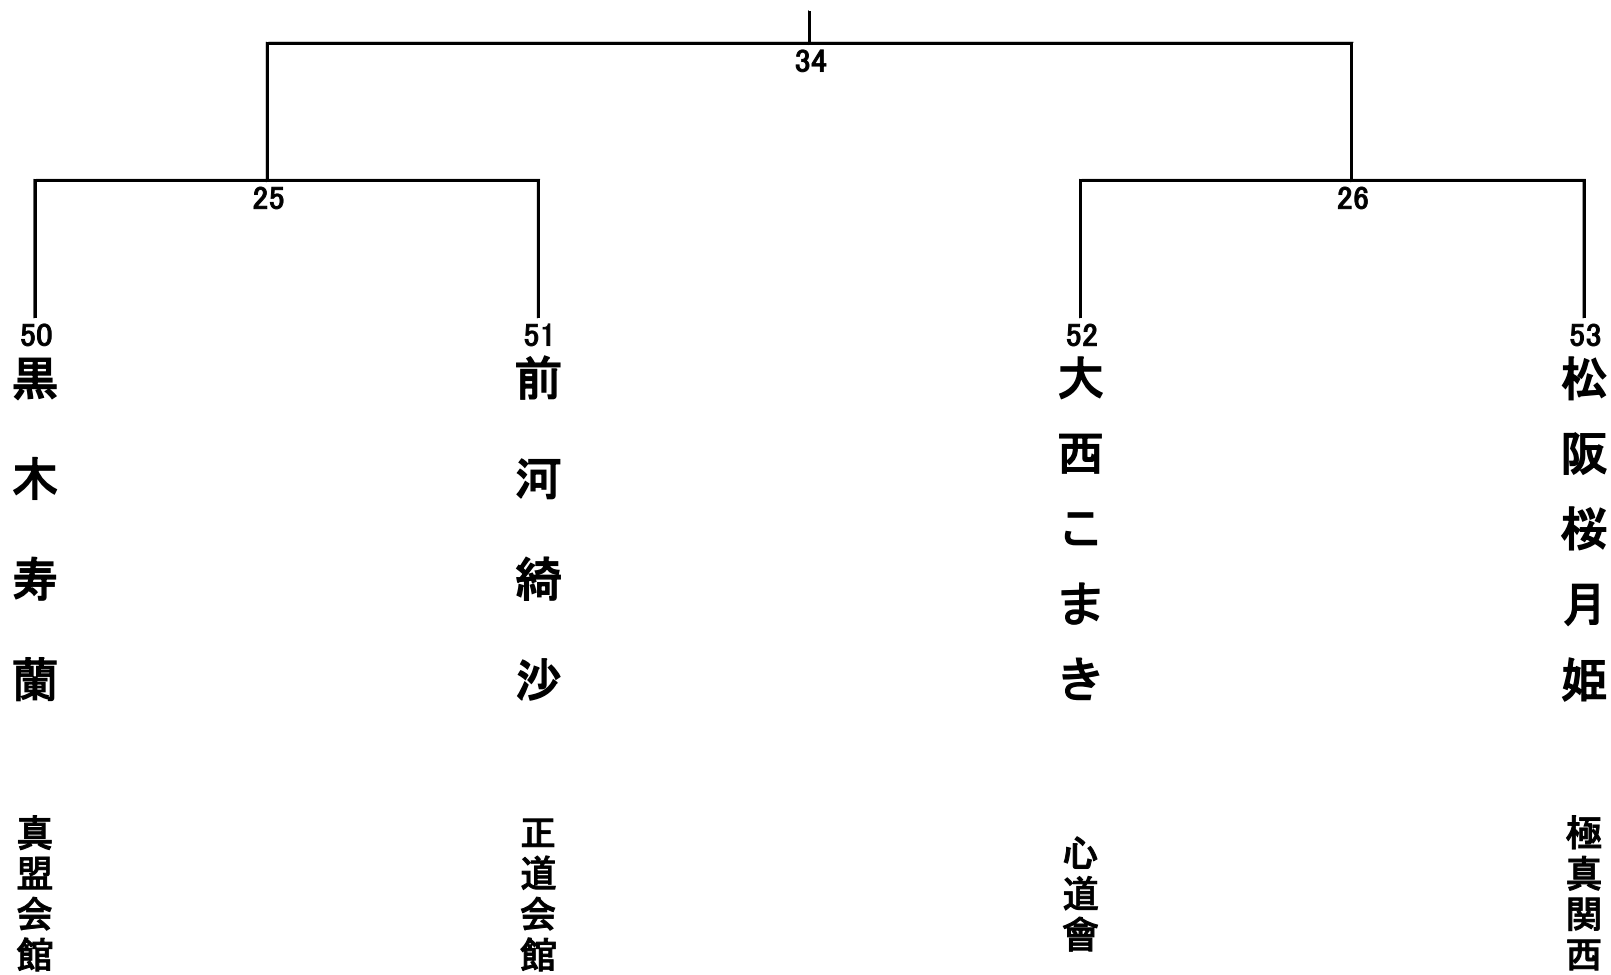 34
25
26
50
黒木寿蘭
真盟会館
51
前河綺沙
正道会館
52
大西こまき
心道會
53
松阪桜月姫
極真関西